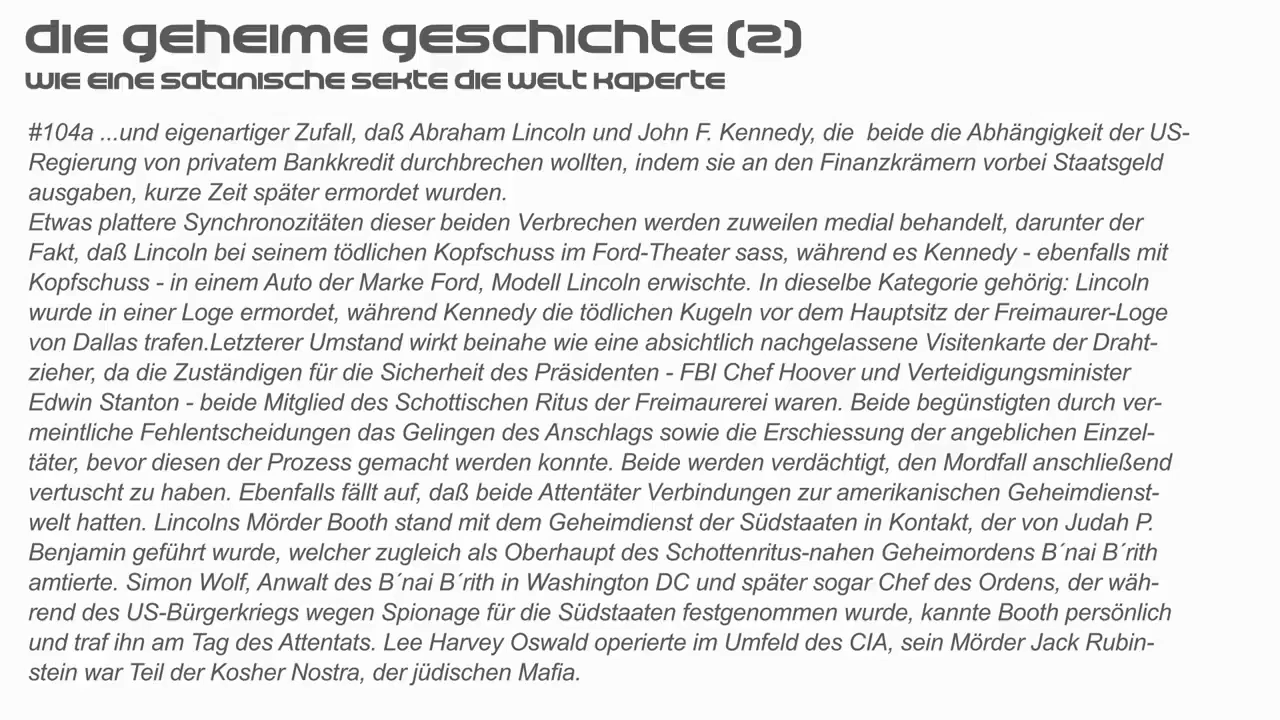 DIE GEHEIME GESCHICHTE (2)
WIE EINE SATANISCHE SEKTE DIE WELT KAPERTE
#104a ...und eigenartiger Zufall, daß Abraham Lincoln und John F. Kennedy, die  beide die Abhängigkeit der US-
Regierung von privatem Bankkredit durchbrechen wollten, indem sie an den Finanzkrämern vorbei Staatsgeld
ausgaben, kurze Zeit später ermordet wurden.
Etwas plattere Synchronozitäten dieser beiden Verbrechen werden zuweilen medial behandelt, darunter der
Fakt, daß Lincoln bei seinem tödlichen Kopfschuss im Ford-Theater sass, während es Kennedy - ebenfalls mit
Kopfschuss - in einem Auto der Marke Ford, Modell Lincoln erwischte. In dieselbe Kategorie gehörig: Lincoln
wurde in einer Loge ermordet, während Kennedy die tödlichen Kugeln vor dem Hauptsitz der Freimaurer-Loge
von Dallas trafen.Letzterer Umstand wirkt beinahe wie eine absichtlich nachgelassene Visitenkarte der Draht-
zieher, da die Zuständigen für die Sicherheit des Präsidenten - FBI Chef Hoover und Verteidigungsminister
Edwin Stanton - beide Mitglied des Schottischen Ritus der Freimaurerei waren. Beide begünstigten durch ver-
meintliche Fehlentscheidungen das Gelingen des Anschlags sowie die Erschiessung der angeblichen Einzel-
täter, bevor diesen der Prozess gemacht werden konnte. Beide werden verdächtigt, den Mordfall anschließend
vertuscht zu haben. Ebenfalls fällt auf, daß beide Attentäter Verbindungen zur amerikanischen Geheimdienst-
welt hatten. Lincolns Mörder Booth stand mit dem Geheimdienst der Südstaaten in Kontakt, der von Judah P.
Benjamin geführt wurde, welcher zugleich als Oberhaupt des Schottenritus-nahen Geheimordens B´nai B´rith
amtierte. Simon Wolf, Anwalt des B´nai B´rith in Washington DC und später sogar Chef des Ordens, der wäh-
rend des US-Bürgerkriegs wegen Spionage für die Südstaaten festgenommen wurde, kannte Booth persönlich
und traf ihn am Tag des Attentats. Lee Harvey Oswald operierte im Umfeld des CIA, sein Mörder Jack Rubin-
stein war Teil der Kosher Nostra, der jüdischen Mafia.